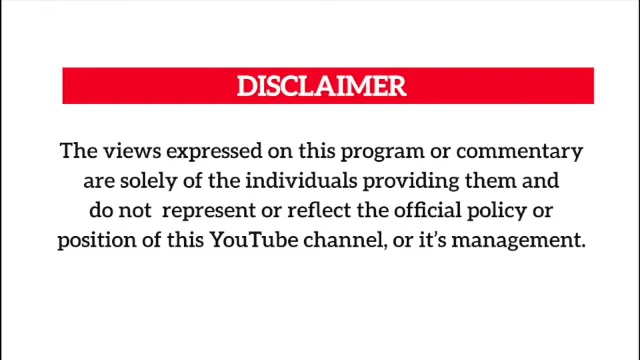 DISCLAIMER
The views expressed on this program or commentary
are solely of the individuals providing them and
do not represent or reflect the official policy or
position of this YouTube channel, or it's management.